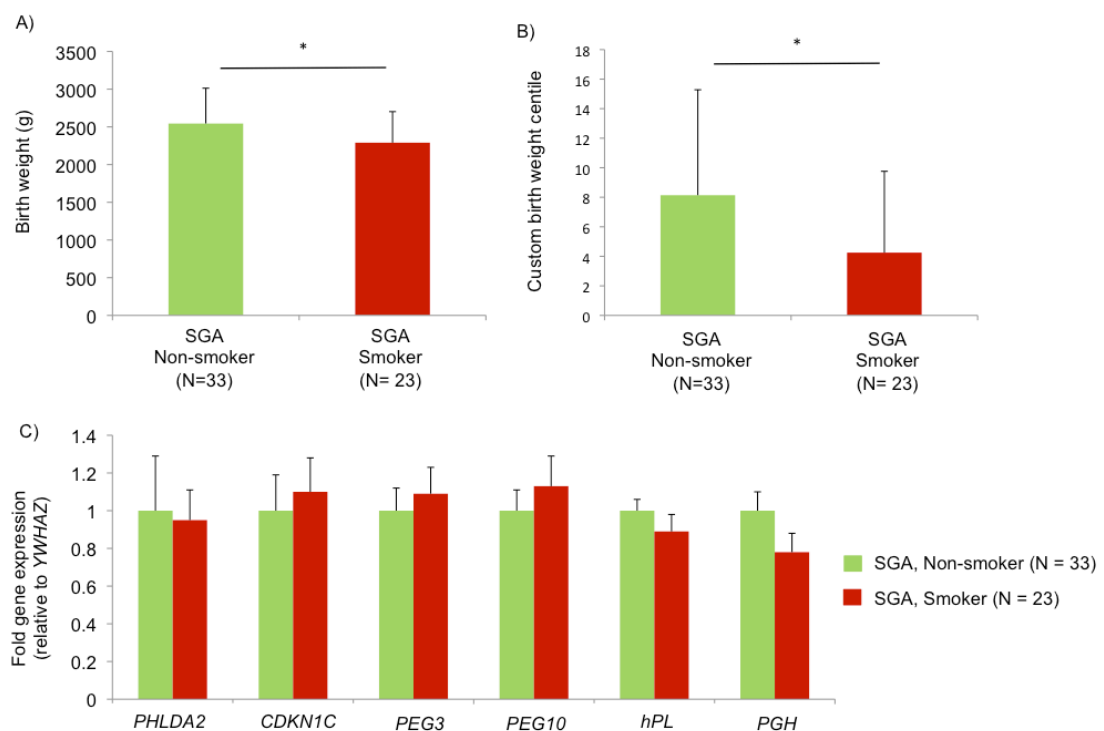 A)
*
Birth weight (g)
3500
3000
2500
2000
1500
1000
500
0
SGA
Non-smoker
(N=33)
SGA
Smoker
(N= 23)
B)
*
Custom birth weight centile
18
16
14
12
10
8
6
4
2
0
SGA
Non-smoker
(N=33)
SGA
Smoker
(N= 23)
C)
Fold gene expression
(relative to YWHAZ)
1.4
1.2
1
0.8
0.6
0.4
0.2
0
PHLDA2
CDKN1C
PEG3
PEG10
hPL
PGH
SGA, Non-smoker (N = 33)
SGA, Smoker (N = 23)